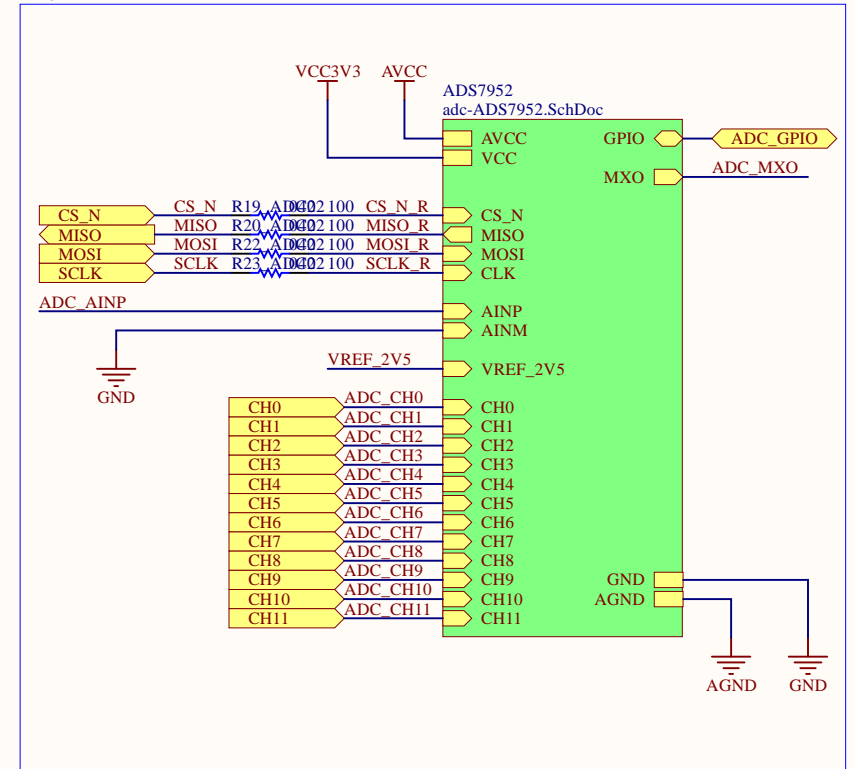 VCC3V3 AVCC
ADS7952
adc-ADS7952.SchDoc
AVCC GPIO ADC_GPIO
VCC
MXO ADC_MXO
CS_N CS_N R19 100 CS_N_R CS_N
MISO MISO R20 100 MISO_R MISO
MOSI MOSI R22 100 MOSI_R MOSI
SCLK SCLK R23 100 SCLK_R CLK
ADC_AINP AINP
AINM
GND
VREF_2V5 VREF_2V5
CH0 ADC_CH0 CH0
CH1 ADC_CH1 CH1
CH2 ADC_CH2 CH2
CH3 ADC_CH3 CH3
CH4 ADC_CH4 CH4
CH5 ADC_CH5 CH5
CH6 ADC_CH6 CH6
CH7 ADC_CH7 CH7
CH8 ADC_CH8 CH8
CH9 ADC_CH9 CH9 GND
CH10 ADC_CH10 CH10 AGND
CH11 ADC_CH11 CH11
AGND GND